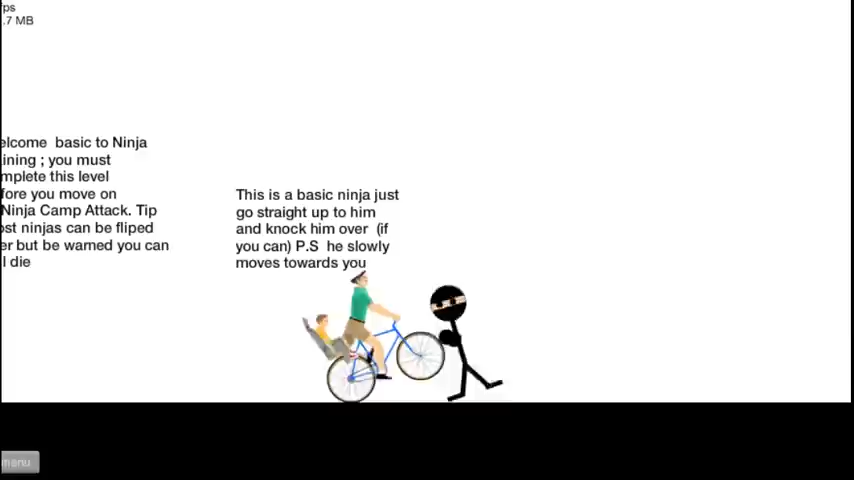 fps
.7 MB
elcome  basic to Ninja
ining ; you must
mplete this level
fore you move on
Ninja Camp Attack. Tip
ost ninjas can be fliped
er but be warned you can
l die
This is a basic ninja just
go straight up to him
and knock him over  (if
you can) P.S  he slowly
moves towards you
menu